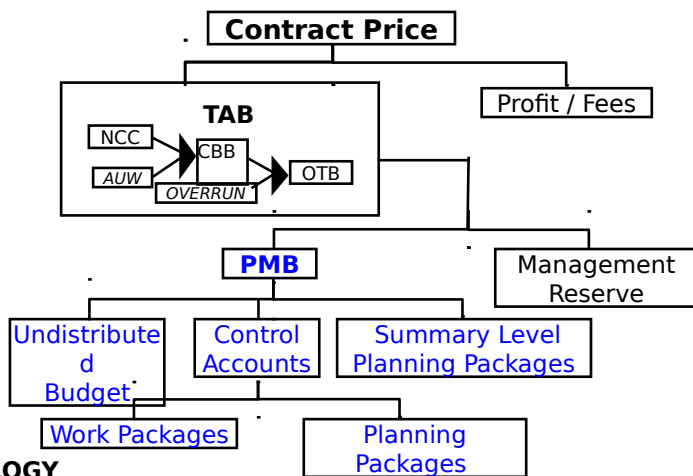 Contract Price
TAB
Profit / Fees
NCC
CBB
AUW
OTB
OVERRUN
PMB
Management
Reserve
Undistribute
d
Budget
Control
Accounts
Summary Level
Planning Packages
Work Packages
Planning
Packages
LOGY